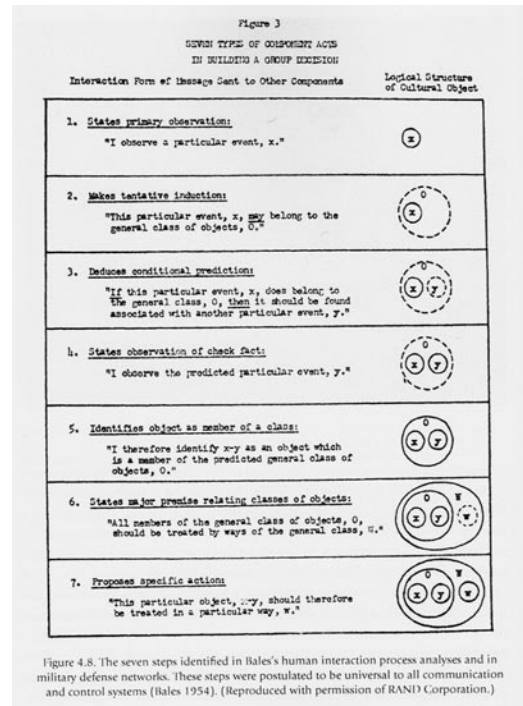 Figure 3
SEVEN TYPES OF COMPONENT ACTS
IN BUILDING A GROUP DECISION
Interaction Form of Message Sent to Other Components
Logical Structure
of Cultural Object
1. States primary observation:
"I observe a particular event, x."
x
2. Makes tentative induction:
"This particular event, x, may belong to the
general class of objects, O."
O
x
3. Deduces conditional prediction:
"If this particular event, x, does belong to
the general class, O, then it should be found
associated with another particular event, y."
O
x y
4. States observation of check fact:
"I observe the predicted particular event, y."
O
x y
5. Identifies object as member of a class:
"I therefore identify x-y as an object which
is a member of the predicted general class of
objects, O."
O
x y
6. States major premise relating classes of objects:
"All members of the general class of objects, O,
should be treated by ways of the general class, W."
O W
x y w
7. Proposes specific action:
"This particular object, x-y, should therefore
be treated in a particular way, w."
O W
x y w
Figure 4.8. The seven steps identified in Bales's human interaction process analyses and in
military defense networks. These steps were postulated to be universal to all communication
and control systems (Bales 1954). (Reproduced with permission of RAND Corporation.)